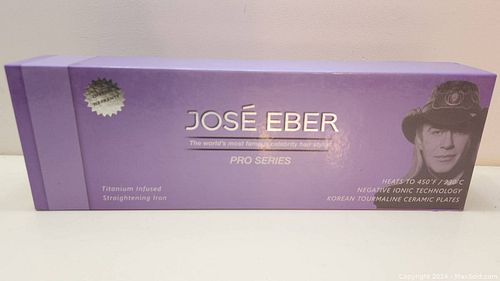 JOSÉ EBER
The world's most famous celebrity hair stylist
PRO SERIES
Titanium Infused
Straightening Iron
HEATS TO 450°F / 230°C
NEGATIVE IONIC TECHNOLOGY
KOREAN TOURMALINE CERAMIC PLATES
Copyright 2024 - MaxSold.com